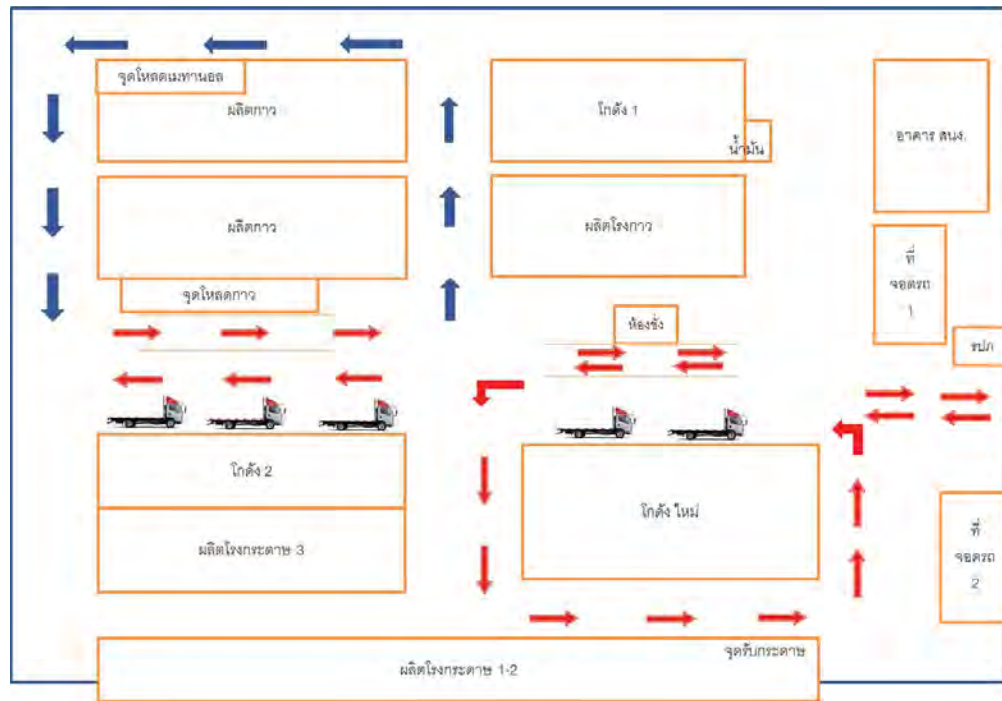 จุดโหลดเมทานอล
ผลิตกาว
โกดัง 1
น้ำมัน
อาคาร สนง.
ผลิตกาว
ผลิตโรงกาว
ที่
จอดรถ
1
จุดโหลดกาว
ห้องชั่ง
รปภ
โกดัง 2
โกดัง ใหม่
ผลิตโรงกระดาษ 3
ที่
จอดรถ
2
จุดรับกระดาษ
ผลิตโรงกระดาษ 1-2